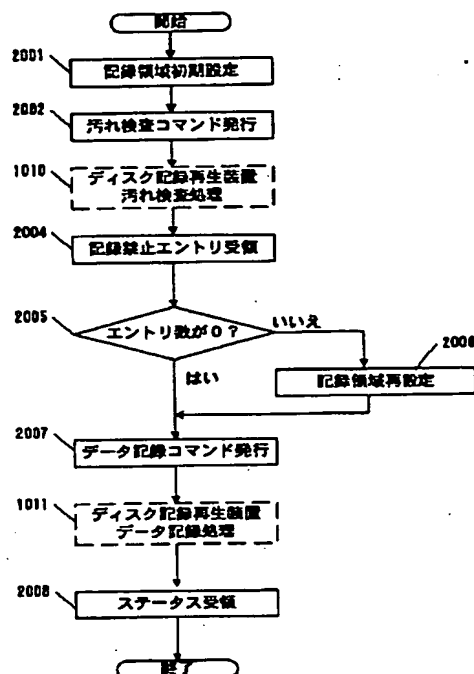 開始
2001
記録領域初期設定
2002
汚れ検査コマンド発行
1010
ディスク記録再生装置
汚れ検査処理
2004
記録禁止エントリ受領
2005
エントリ数が0?
いいえ
2006
はい
記録領域再設定
2007
データ記録コマンド発行
1011
ディスク記録再生装置
データ記録処理
2008
ステータス受領
終了